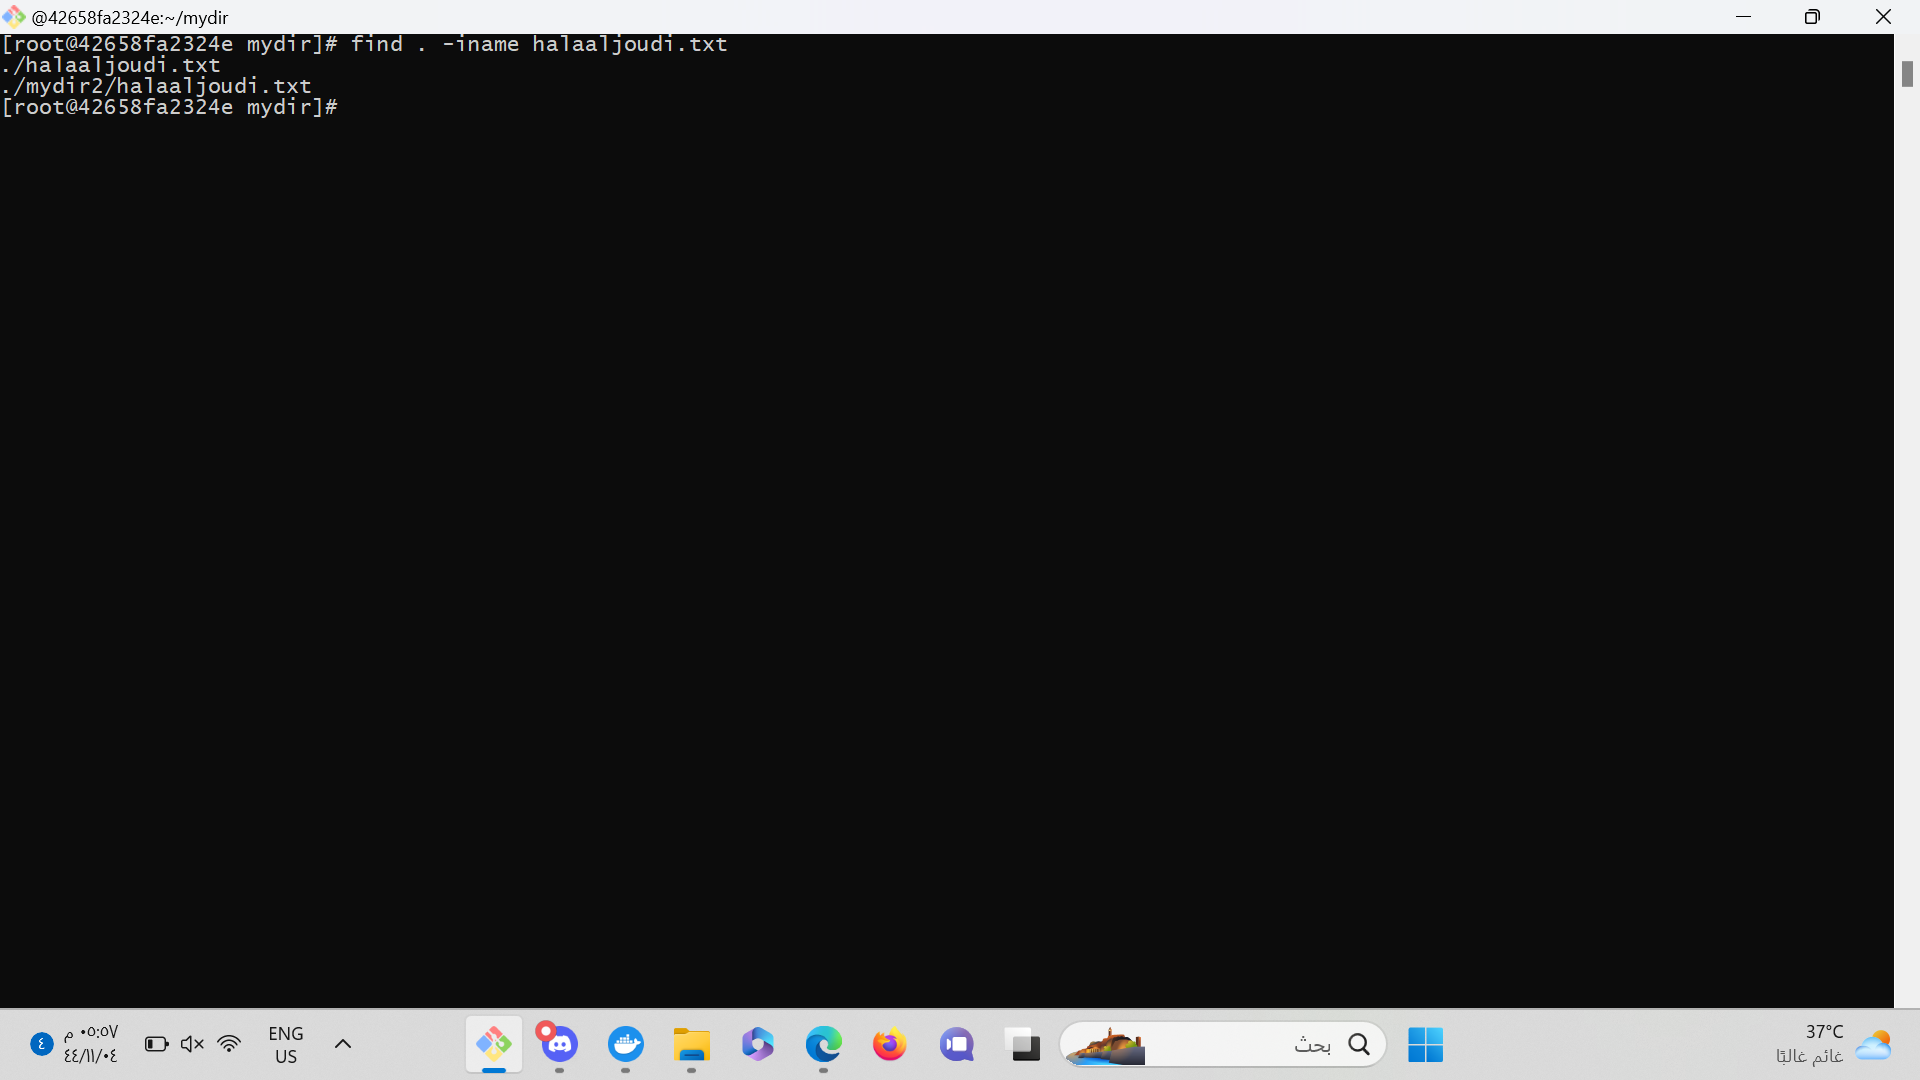 @42658fa2324e:~/mydir
[root@42658fa2324e mydir]# find . -iname halaaljoudi.txt
./halaaljoudi.txt
./mydir2/halaaljoudi.txt
[root@42658fa2324e mydir]#
٤
٠٥:٥٧ م
٤٤/١١/٠٤
ENG
US
بحث
37°C
غائم غالبًا